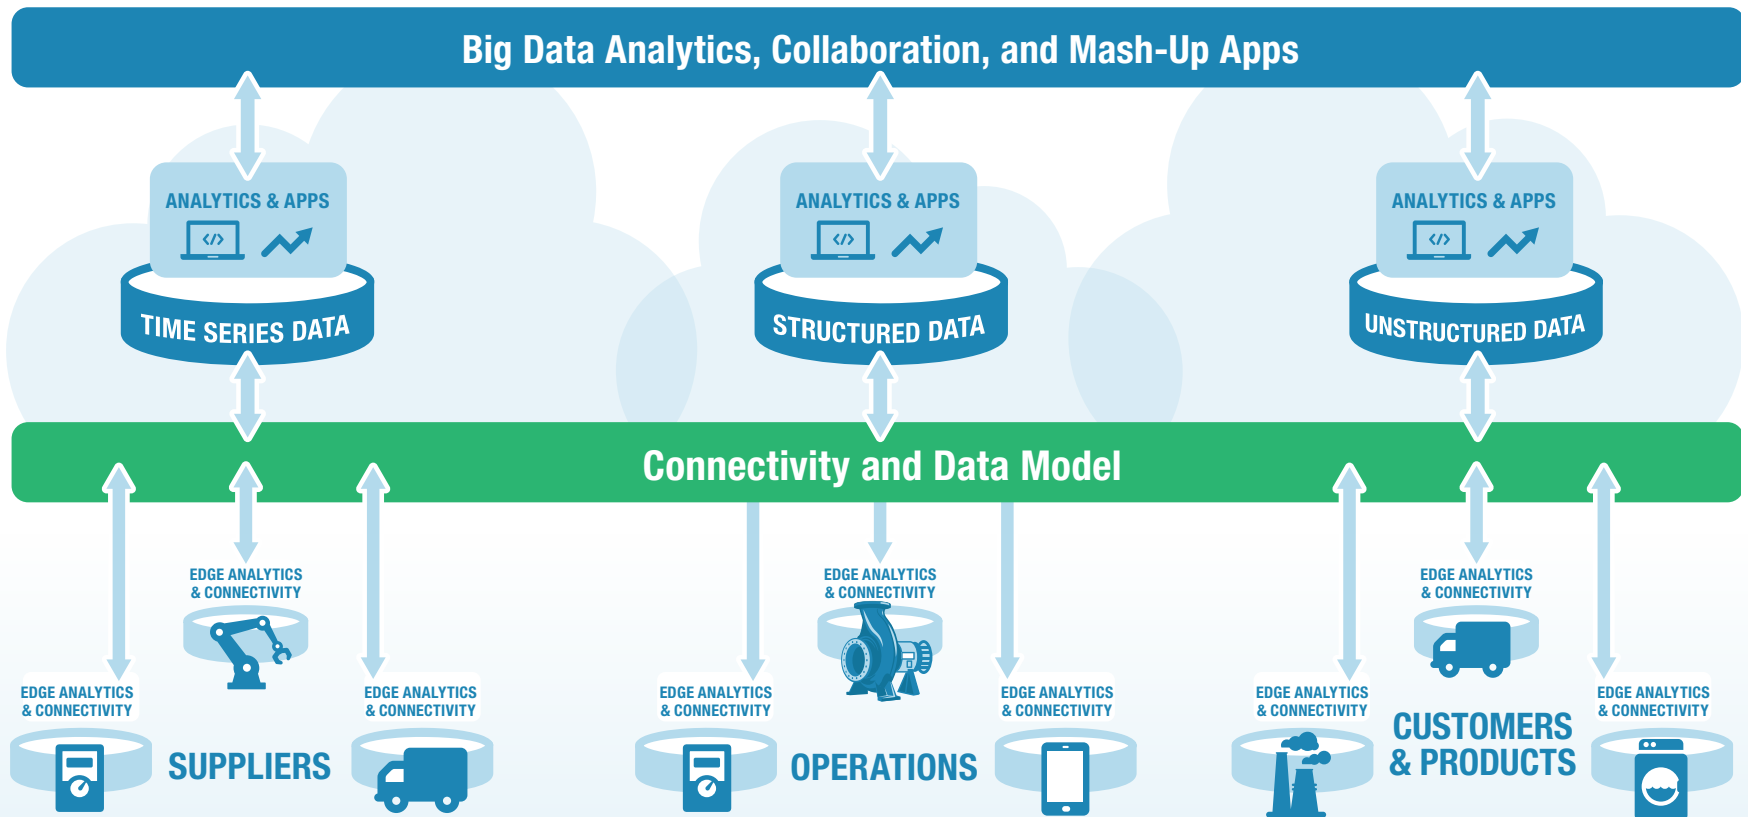 Big Data Analytics, Collaboration, and Mash-Up Apps
ANALYTICS & APPS
</>
TIME SERIES DATA
ANALYTICS & APPS
</>
STRUCTURED DATA
ANALYTICS & APPS
</>
UNSTRUCTURED DATA
Connectivity and Data Model
EDGE ANALYTICS
& CONNECTIVITY
EDGE ANALYTICS
& CONNECTIVITY
EDGE ANALYTICS
& CONNECTIVITY
SUPPLIERS
EDGE ANALYTICS
& CONNECTIVITY
EDGE ANALYTICS
& CONNECTIVITY
EDGE ANALYTICS
& CONNECTIVITY
OPERATIONS
EDGE ANALYTICS
& CONNECTIVITY
EDGE ANALYTICS
& CONNECTIVITY
EDGE ANALYTICS
& CONNECTIVITY
CUSTOMERS
& PRODUCTS